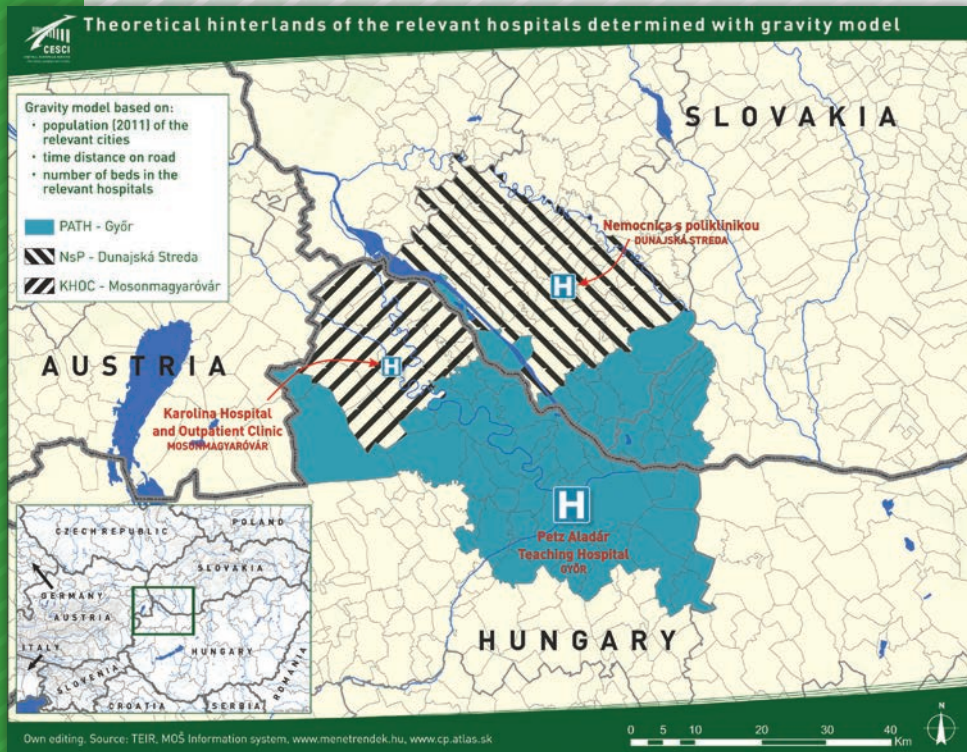 Theoretical hinterlands of the relevant hospitals determined with gravity model
CESCI
Gravity model based on:
• population (2011) of the
relevant cities
• time distance on road
• number of beds in the
relevant hospitals
PATH - Győr
NsP - Dunajská Streda
KHOC - Mosonmagyaróvár
SLOVAKIA
Nemocnica s poliklinikou
DUNAJSKÁ STREDA
H
H
AUSTRIA
Karolina Hospital
and Outpatient Clinic
MOSONMAGYARÓVÁR
H
Petz Aladár
Teaching Hospital
GYŐR
HUNGARY
CZECH REPUBLIC
POLAND
SLOVAKIA
GERMANY
AUSTRIA
HUNGARY
ITALY
SLOVENIA
ROMANIA
CROATIA
SERBIA
Own editing. Source: TEIR, MOŠ Information system, www.menetrendek.hu, www.cp.atlas.sk
0 5 10 20 30 40
Km
N